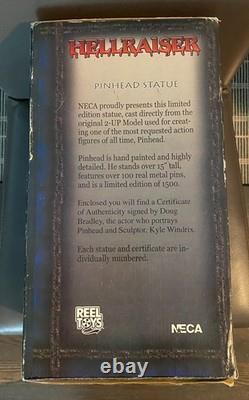 HELLRAISER
PINHEAD STATUE
NECA proudly presents this limited
edition statue, cast directly from the
original 2-UP Model used for creat-
ing one of the most requested action
figures of all time, Pinhead.
Pinhead is hand painted and highly
detailed. He stands over 15" tall,
features over 100 real metal pins,
and is a limited edition of 1500.
Enclosed you will find a Certificate
of Authenticity signed by Doug
Bradley, the actor who portrays
Pinhead and Sculptor, Kyle Windrix.
Each statue and certificate are in-
dividually numbered.
REEL
TOYS
NECA